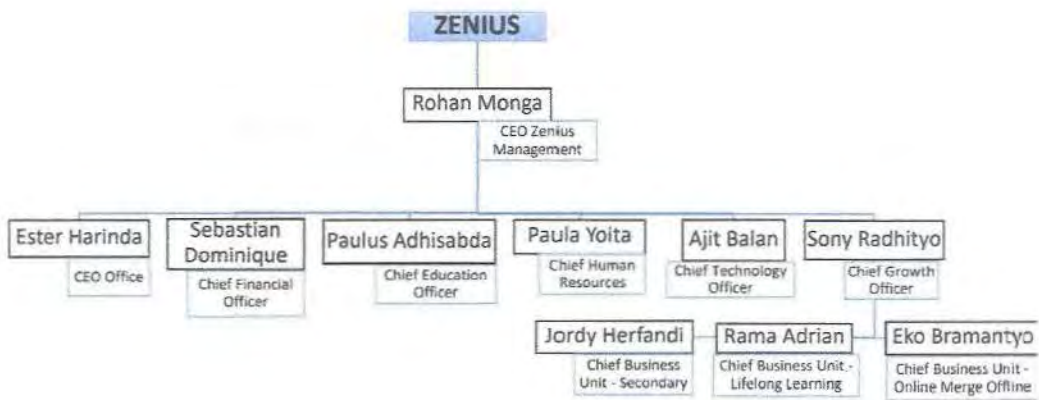 ZENIUS
Rohan Monga
CEO Zenius
Management
Ester Harinda
CEO Office
Sebastian
Dominique
Chief Financial
Officer
Paulus Adhisabda
Chief Education
Officer
Paula Yoita
Chief Human
Resources
Ajit Balan
Chief Technology
Officer
Sony Radhityo
Chief Growth
Officer
Jordy Herfandi
Chief Business
Unit - Secondary
Rama Adrian
Chief Business Unit -
Lifelong Learning
Eko Bramantyo
Chief Business Unit -
Online Merge Offline